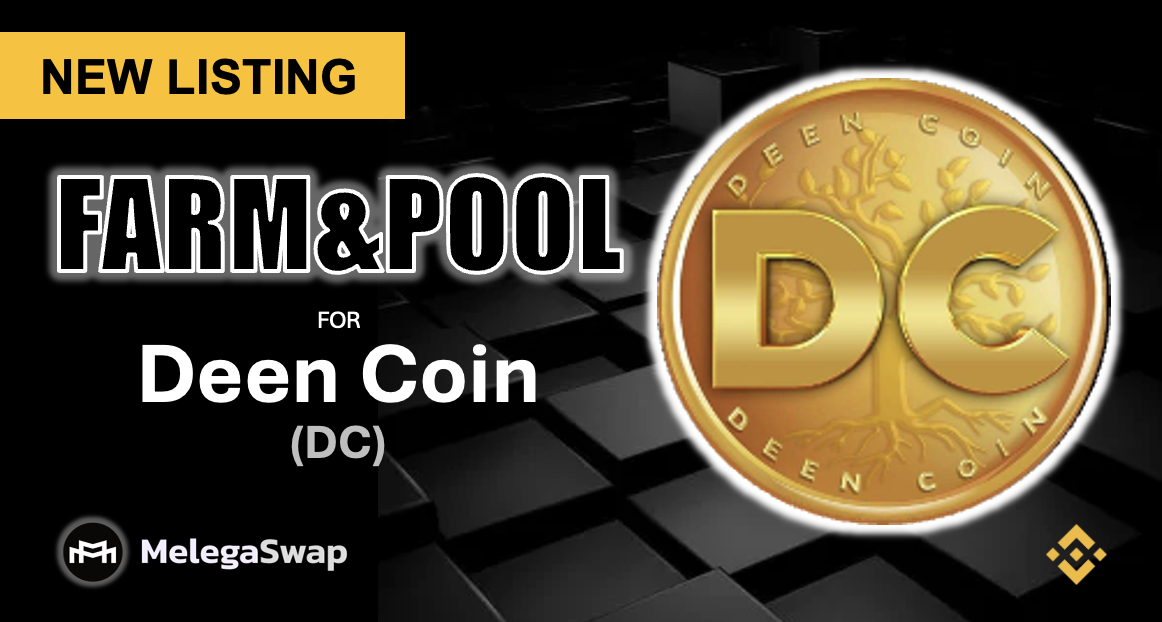 NEW LISTING
FARM&POOL
FOR
Deen Coin
(DC)
MelegaSwap
DEEN COIN
DC
DEEN COIN